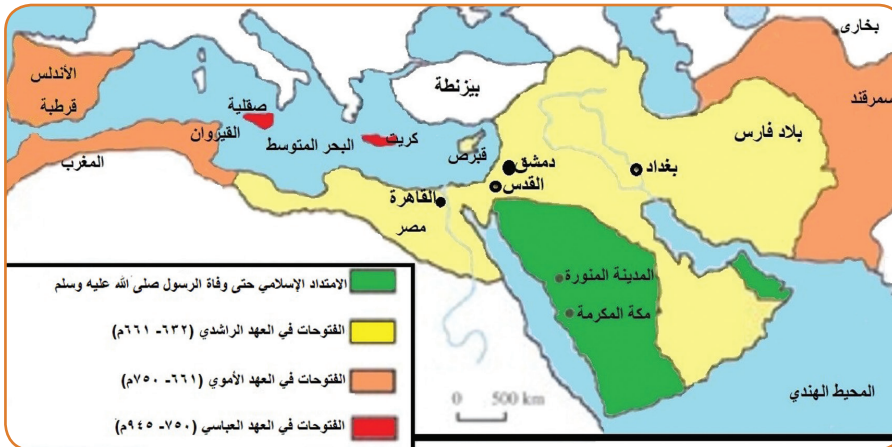 بخارى
سمرقند
الأندلس
قرطبة
صقلية
القيروان
المغرب
البحر المتوسط
كريت
قبرص
بيزنطة
دمشق
القدس
بغداد
بلاد فارس
القاهرة
مصر
المدينة المنورة
مكة المكرمة
المحيط الهندي
الامتداد الإسلامي حتى وفاة الرسول صلى الله عليه وسلم
الفتوحات في العهد الراشدي (٦٣٢- ٦٦١م)
الفتوحات في العهد الأموي (٦٦١- ٧٥٠م)
الفتوحات في العهد العباسي (٧٥٠- ٩٤٥م)
0 500 km